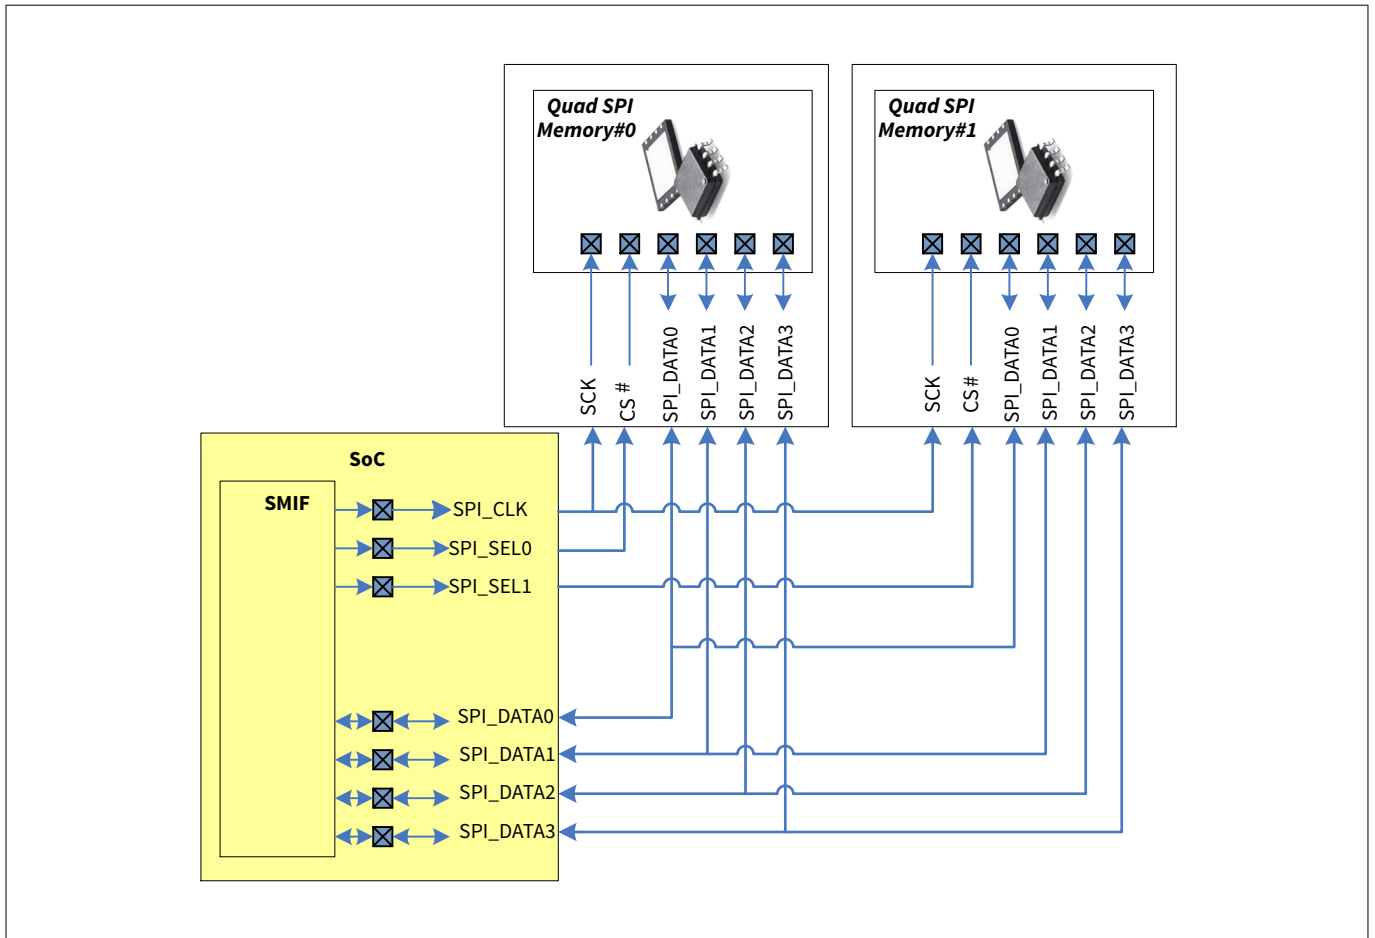 Quad SPI
Memory#0
Quad SPI
Memory#1
SCK
CS #
SPI_DATA0
SPI_DATA1
SPI_DATA2
SPI_DATA3
SCK
CS#
SPI_DATA0
SPI_DATA1
SPI_DATA2
SPI_DATA3
SoC
SMIF
SPI_CLK
SPI_SEL0
SPI_SEL1
SPI_DATA0
SPI_DATA1
SPI_DATA2
SPI_DATA3